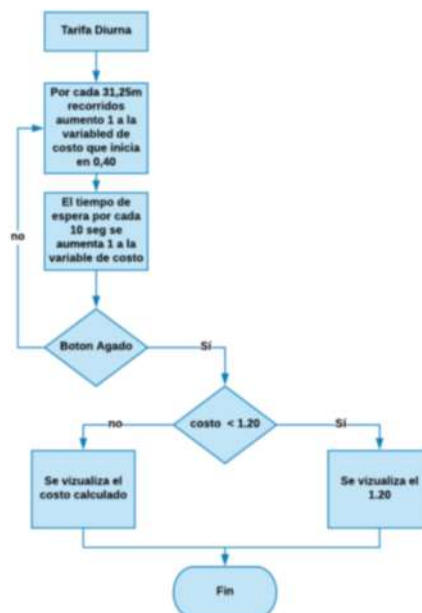 Tarifa Diurna
Por cada 31,25m
recorridos
aumento 1 a la
variabled de
costo que inicia
en 0,40
El tiempo de
espera por cada
10 seg se
aumenta 1 a la
variable de costo
no
Boton Agado
Sí
costo < 1.20
no
Sí
Se vizualiza el
costo calculado
Se vizualiza el
1.20
Fin